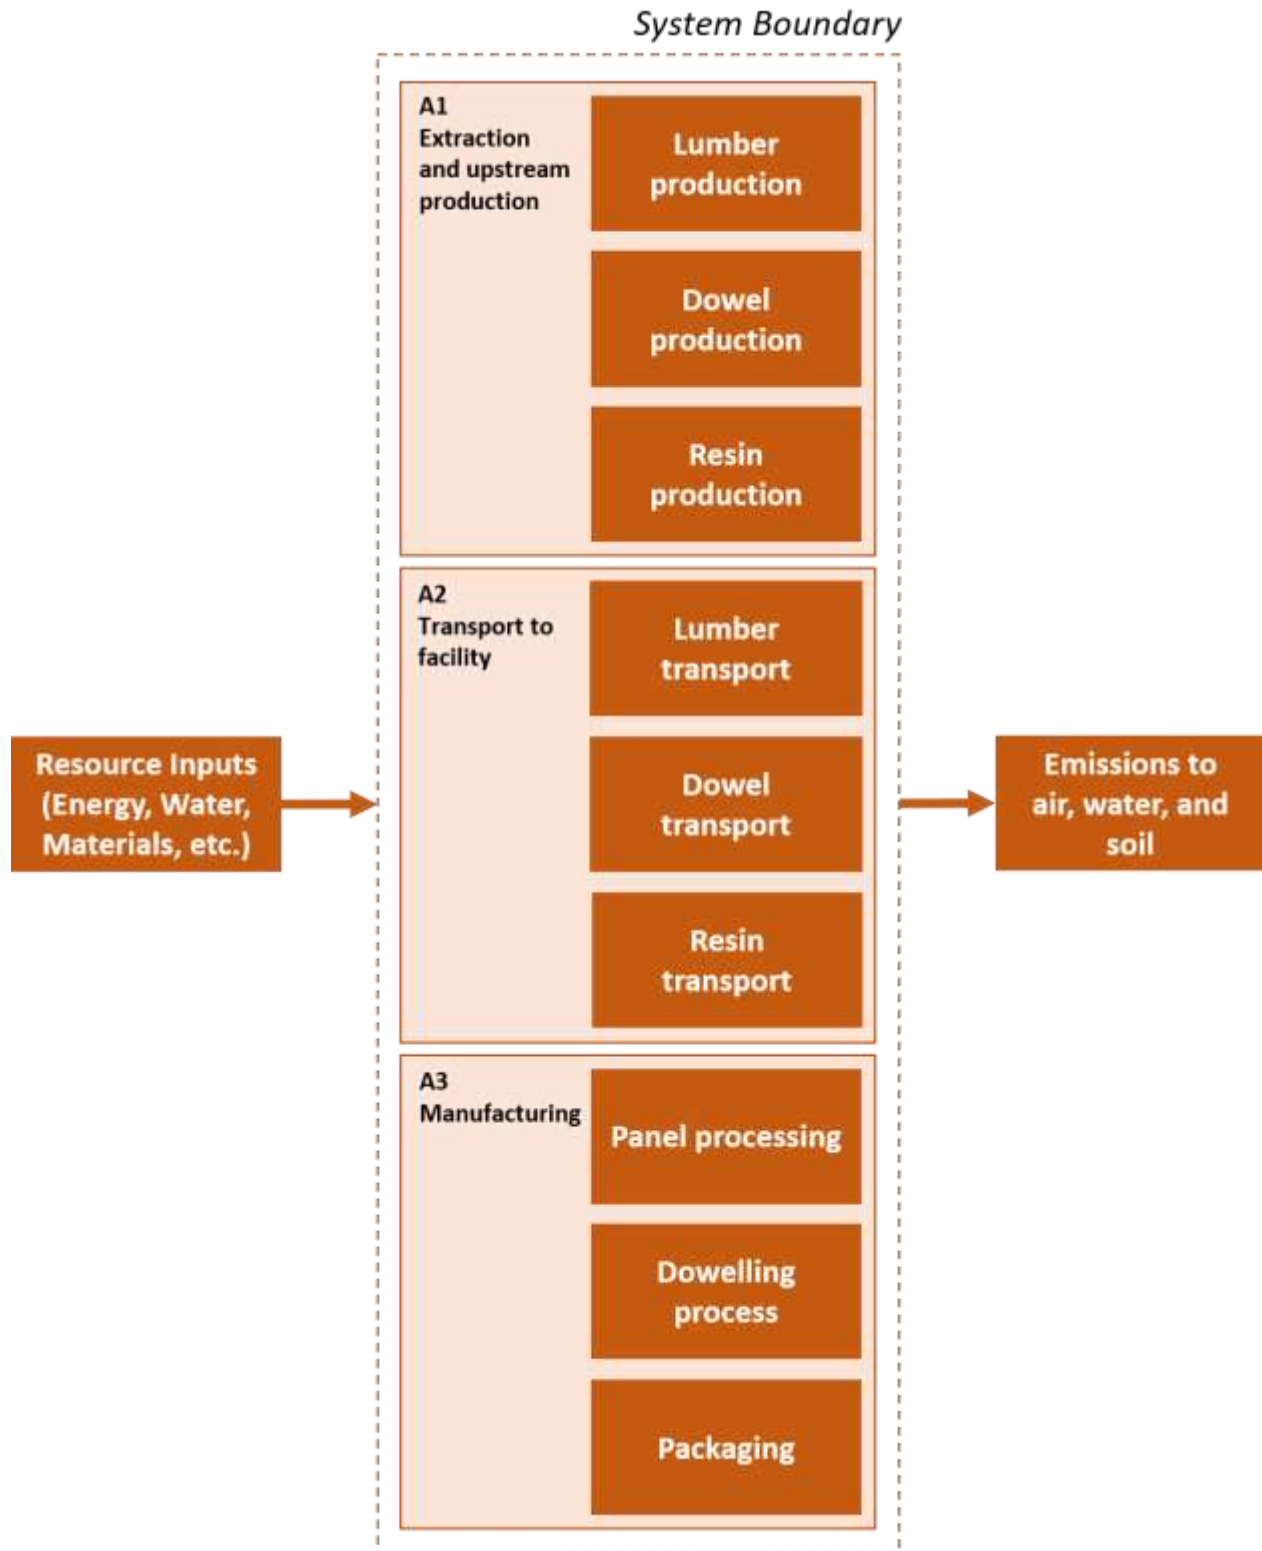 System Boundary
A1
Extraction
and upstream
production
Lumber
production
Dowel
production
Resin
production
A2
Transport to
facility
Lumber
transport
Dowel
transport
Resin
transport
Resource Inputs
(Energy, Water,
Materials, etc.)
Emissions to
air, water, and
soil
A3
Manufacturing
Panel processing
Dowelling
process
Packaging